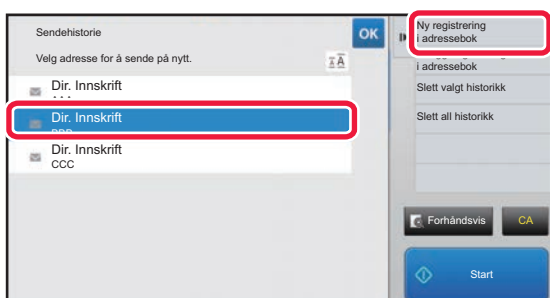 Sendehistorie
OK
Velg adresse for å sende på nytt.
Dir. Innskrift
Dir. Innskrift
Dir. Innskrift
CCC
Ny registrering
i adressebok
i adressebok
Slett valgt historikk
Slett all historikk
Forhåndsvis
CA
Start